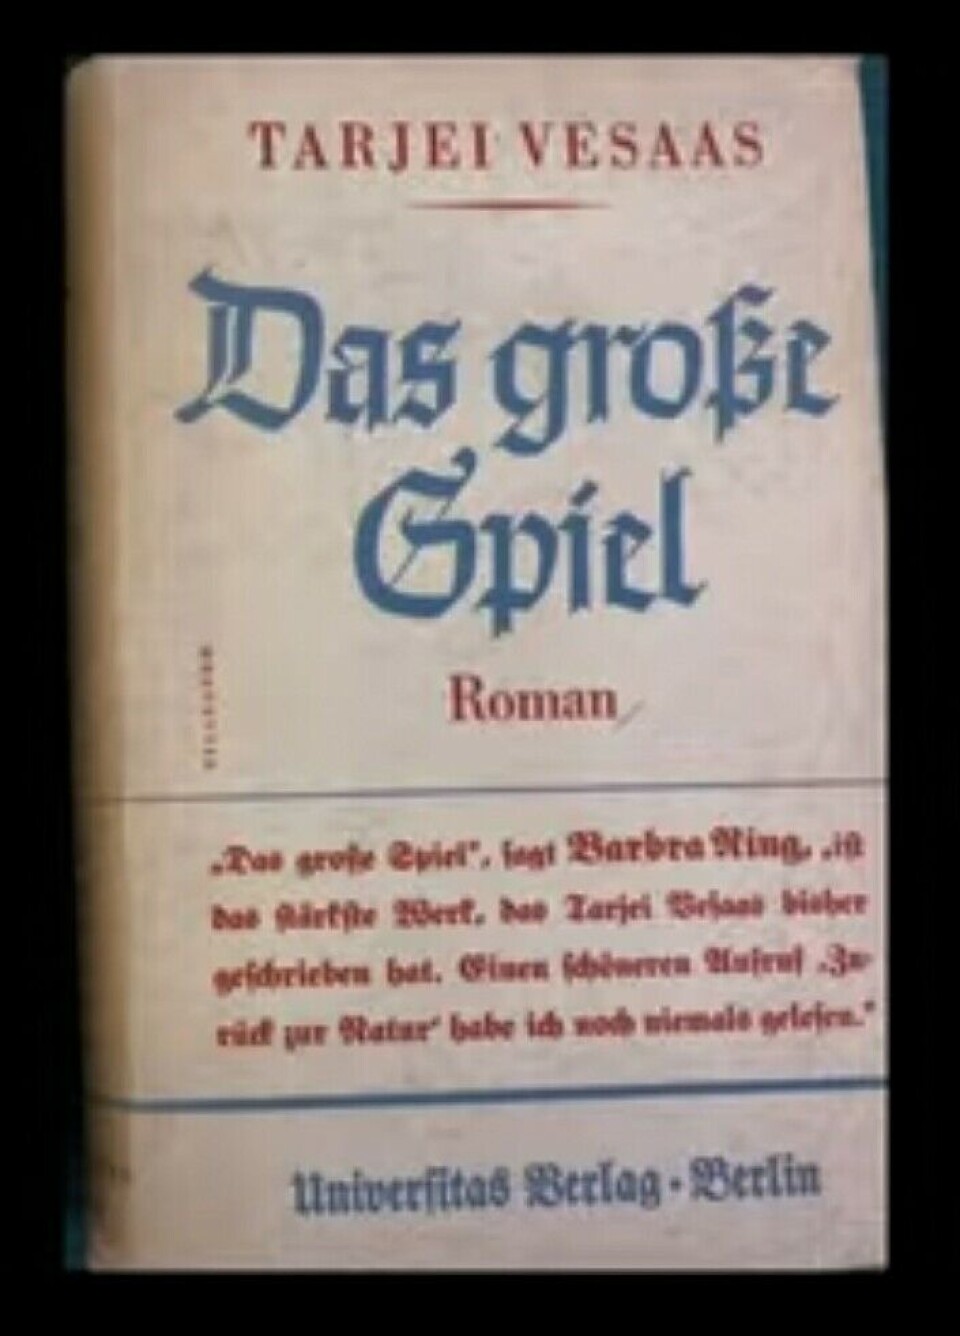 TARJEI VESAAS
Das große
Spiel
Roman
„Das große Spiel“, sagt Barbra Ring, „ist
das stärkste Werk, das Tarjei Vesaas bisher
geschrieben hat. Einen schöneren Aufruf ‚Zu-
rück zur Natur‘ habe ich noch niemals gelesen.“
Universitas Verlag · Berlin